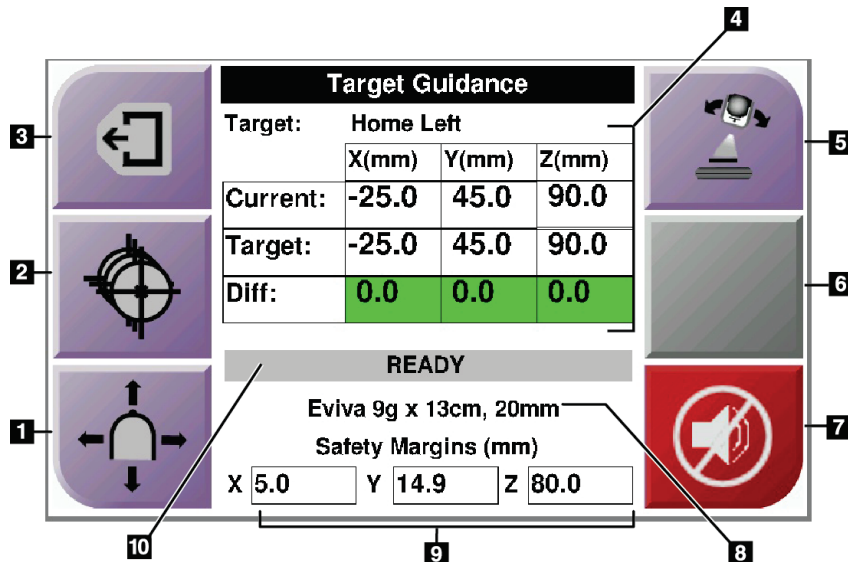 4
Target Guidance
3
Target: Home Left
5
X(mm) Y(mm) Z(mm)
Current: -25.0 45.0 90.0
Target: -25.0 45.0 90.0
2
Diff: 0.0 0.0 0.0
6
READY
Eviva 9g x 13cm, 20mm
1
7
Safety Margins (mm)
X 5.0 Y 14.9 Z 80.0
10
9
8